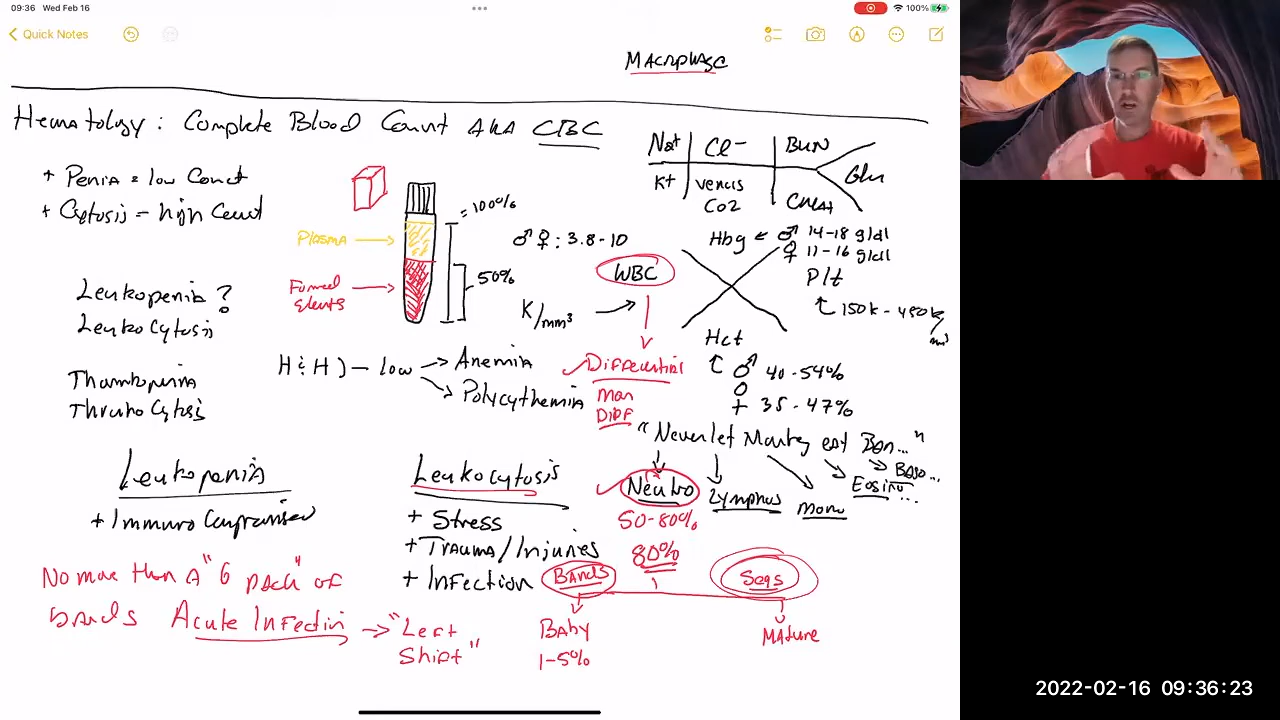 09:36 Wed Feb 16
100%
Quick Notes
Macrophage
Hematology: Complete Blood Count AKA CBC
+ Penia = low Count
+ Cytosis = high Count
= 100%
Plasma
Formed
50%
Leukopenia ?
Leukocytosis
Thrombopenia
Thrombocytosis
Na+ Cl- BUN
K+ Venous CO2 Creat
Glu
♂ ♀ : 3.8-10
WBC
K/mm³
Hbg ♂ 14-18 g/dl
♀ 11-16 g/dl
Plt
150k-450k/mm³
Hct
♂ 40-54%
♀ 35-47%
H&H) - low Anemia
Polycythemia
Differential
Man
Diff
"Never let Monkey eat Ban..."
Neutro Lymphos Mono Eosino... Baso...
50-80%
80%
Bands Segs
Baby Mature
1-5%
Leukopenia
+ Immuno Compromised
Leukocytosis
+ Stress
+ Trauma/Injuries
+ Infection
No more than a "6 pack" of
bands Acute Infection
"Left
Shift"
2022-02-16 09:36:23